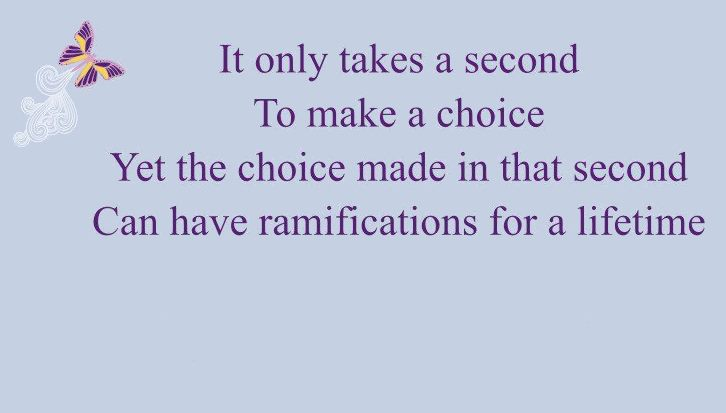 It only takes a second
To make a choice
Yet the choice made in that second
Can have ramifications for a lifetime